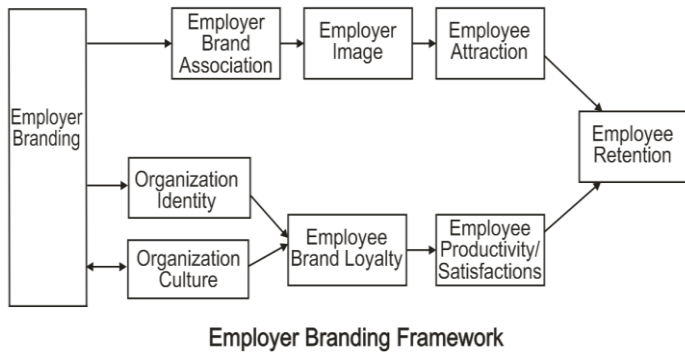 Employer
Brand
Association
Employer
Image
Employee
Attraction
Employer
Branding
Employee
Retention
Organization
Identity
Organization
Culture
Employee
Brand Loyalty
Employee
Productivity/
Satisfactions
Employer Branding Framework